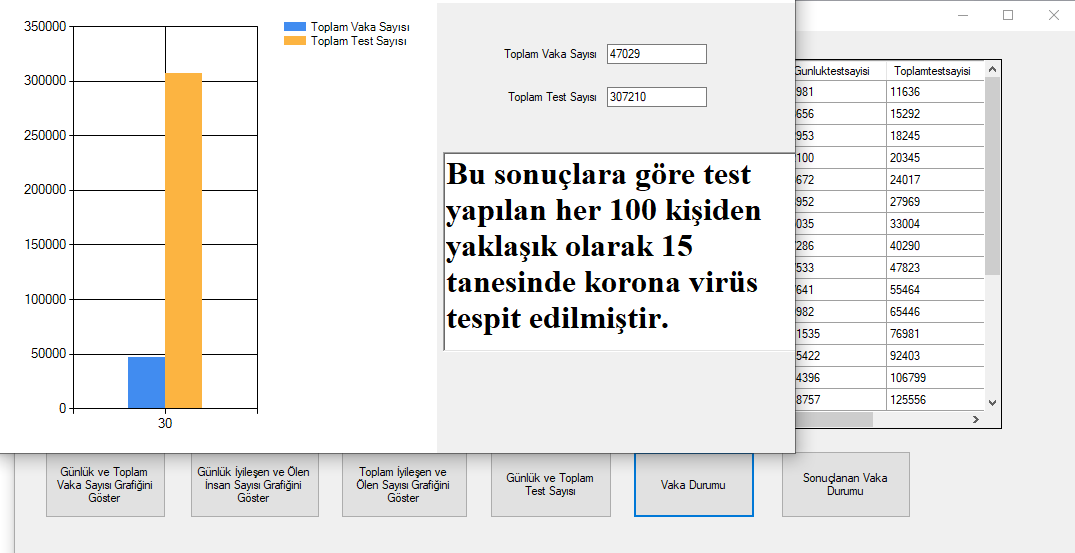 350000
300000
250000
200000
150000
100000
50000
0
30
Toplam Vaka Sayısı
Toplam Test Sayısı
Toplam Vaka Sayısı 47029
Toplam Test Sayısı 307210
Bu sonuçlara göre test
yapılan her 100 kişiden
yaklaşık olarak 15
tanesinde korona virüs
tespit edilmiştir.
Gunluktestsayisi Toplamtestsayisi
981 11636
656 15292
953 18245
100 20345
672 24017
952 27969
035 33004
286 40290
533 47823
641 55464
982 65446
1535 76981
5422 92403
4396 106799
8757 125556
Günlük ve Toplam
Vaka Sayısı Grafiğini
Göster
Günlük İyileşen ve Ölen
İnsan Sayısı Grafiğini
Göster
Toplam İyileşen ve
Ölen Sayısı Grafiğini
Göster
Günlük ve Toplam
Test Sayısı
Vaka Durumu
Sonuçlanan Vaka
Durumu